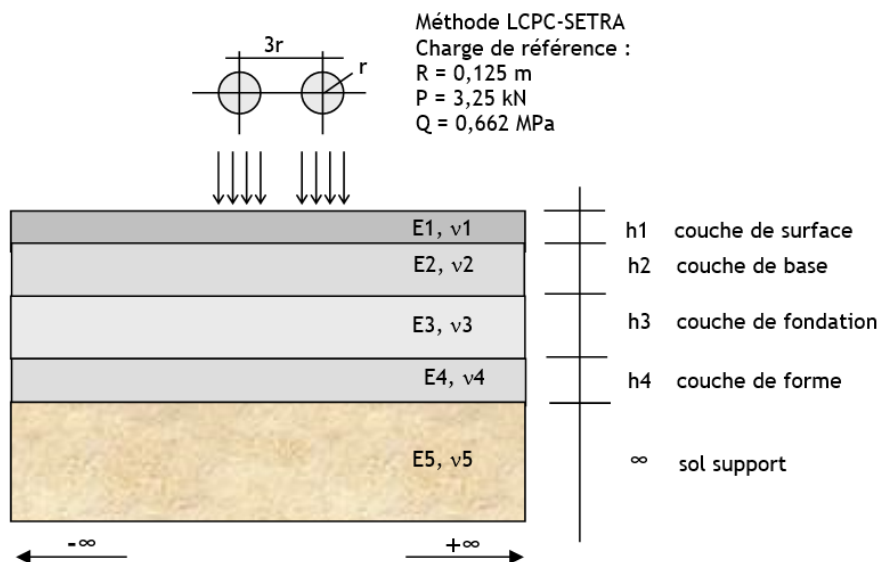 Méthode LCPC-SETRA
Charge de référence :
R = 0,125 m
P = 3,25 kN
Q = 0,662 MPa
3r
r
E1, ν1
h1 couche de surface
E2, ν2
h2 couche de base
E3, ν3
h3 couche de fondation
E4, ν4
h4 couche de forme
E5, ν5
∞ sol support
-∞
+∞